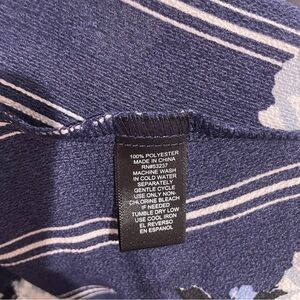 100% POLYESTER
MADE IN CHINA
RN#53237
MACHINE WASH
IN COLD WATER
SEPARATELY
GENTLE CYCLE
USE ONLY NON-
CHLORINE BLEACH
IF NEEDED
TUMBLE DRY LOW
USE COOL IRON
EL REVERSO
EN ESPANOL